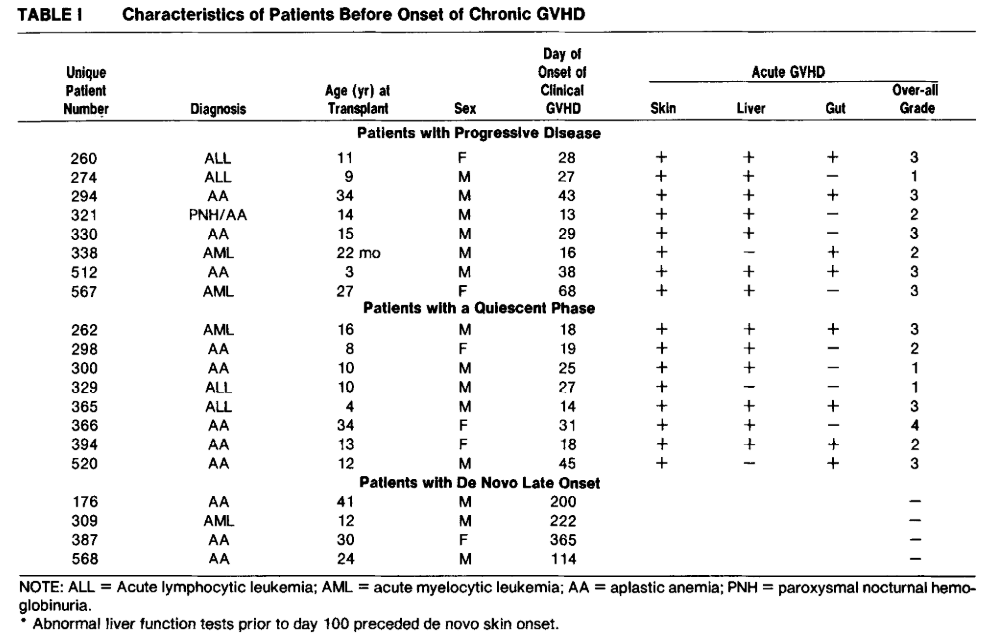 TABLE I Characteristics of Patients Before Onset of Chronic GVHD
Day of
Unique Onset of Acute GVHD
Patient Age (yr) at Clinical Over-all
Number Diagnosis Transplant Sex GVHD Skin Liver Gut Grade
Patients with Progressive Disease
260 ALL 11 F 28 + + + 3
274 ALL 9 M 27 + + − 1
294 AA 34 M 43 + + + 3
321 PNH/AA 14 M 13 + + − 2
330 AA 15 M 29 + + − 3
338 AML 22 mo M 16 + − + 2
512 AA 3 M 38 + + + 3
567 AML 27 F 68 + + − 3
Patients with a Quiescent Phase
262 AML 16 M 18 + + + 3
298 AA 8 F 19 + + − 2
300 AA 10 M 25 + + − 1
329 ALL 10 M 27 + − − 1
365 ALL 4 M 14 + + + 3
366 AA 34 F 31 + + − 4
394 AA 13 F 18 + + + 2
520 AA 12 M 45 + − + 3
Patients with De Novo Late Onset
176 AA 41 M 200 −
309 AML 12 M 222 −
387 AA 30 F 365 −
568 AA 24 M 114 −
NOTE: ALL = Acute lymphocytic leukemia; AML = acute myelocytic leukemia; AA = aplastic anemia; PNH = paroxysmal nocturnal hemo-
globinuria.
* Abnormal liver function tests prior to day 100 preceded de novo skin onset.